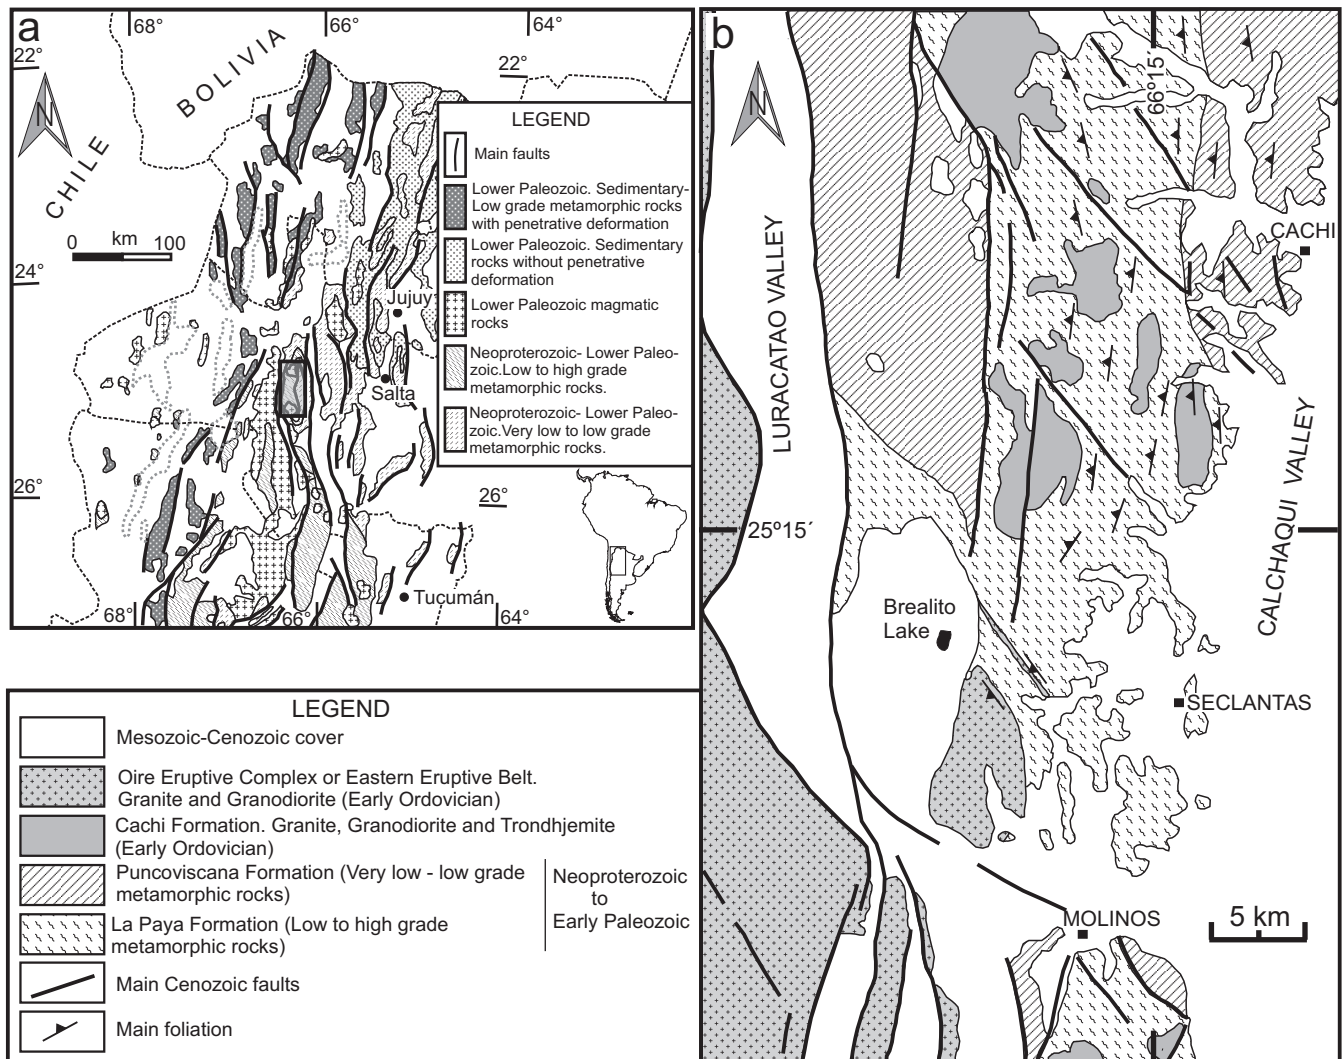 a
68°
66°
64°
22°
22°
BOLIVIA
CHILE
N
0 km 100
24°
Jujuy
Salta
26°
26°
Tucumán
68°
66°
64°
LEGEND
Main faults
Lower Paleozoic. Sedimentary-
Low grade metamorphic rocks
with penetrative deformation
Lower Paleozoic. Sedimentary
rocks without penetrative
deformation
Lower Paleozoic magmatic
rocks
Neoproterozoic- Lower Paleo-
zoic.Low to high grade
metamorphic rocks.
Neoproterozoic- Lower Paleo-
zoic.Very low to low grade
metamorphic rocks.
b
N
66°15´
CACHI
LURACATAO VALLEY
CALCHAQUI VALLEY
25º15´
Brealito
Lake
SECLANTAS
MOLINOS
5 km
LEGEND
Mesozoic-Cenozoic cover
Oire Eruptive Complex or Eastern Eruptive Belt.
Granite and Granodiorite (Early Ordovician)
Cachi Formation. Granite, Granodiorite and Trondhjemite
(Early Ordovician)
Puncoviscana Formation (Very low - low grade
metamorphic rocks)
La Paya Formation (Low to high grade
metamorphic rocks)
Neoproterozoic
to
Early Paleozoic
Main Cenozoic faults
Main foliation